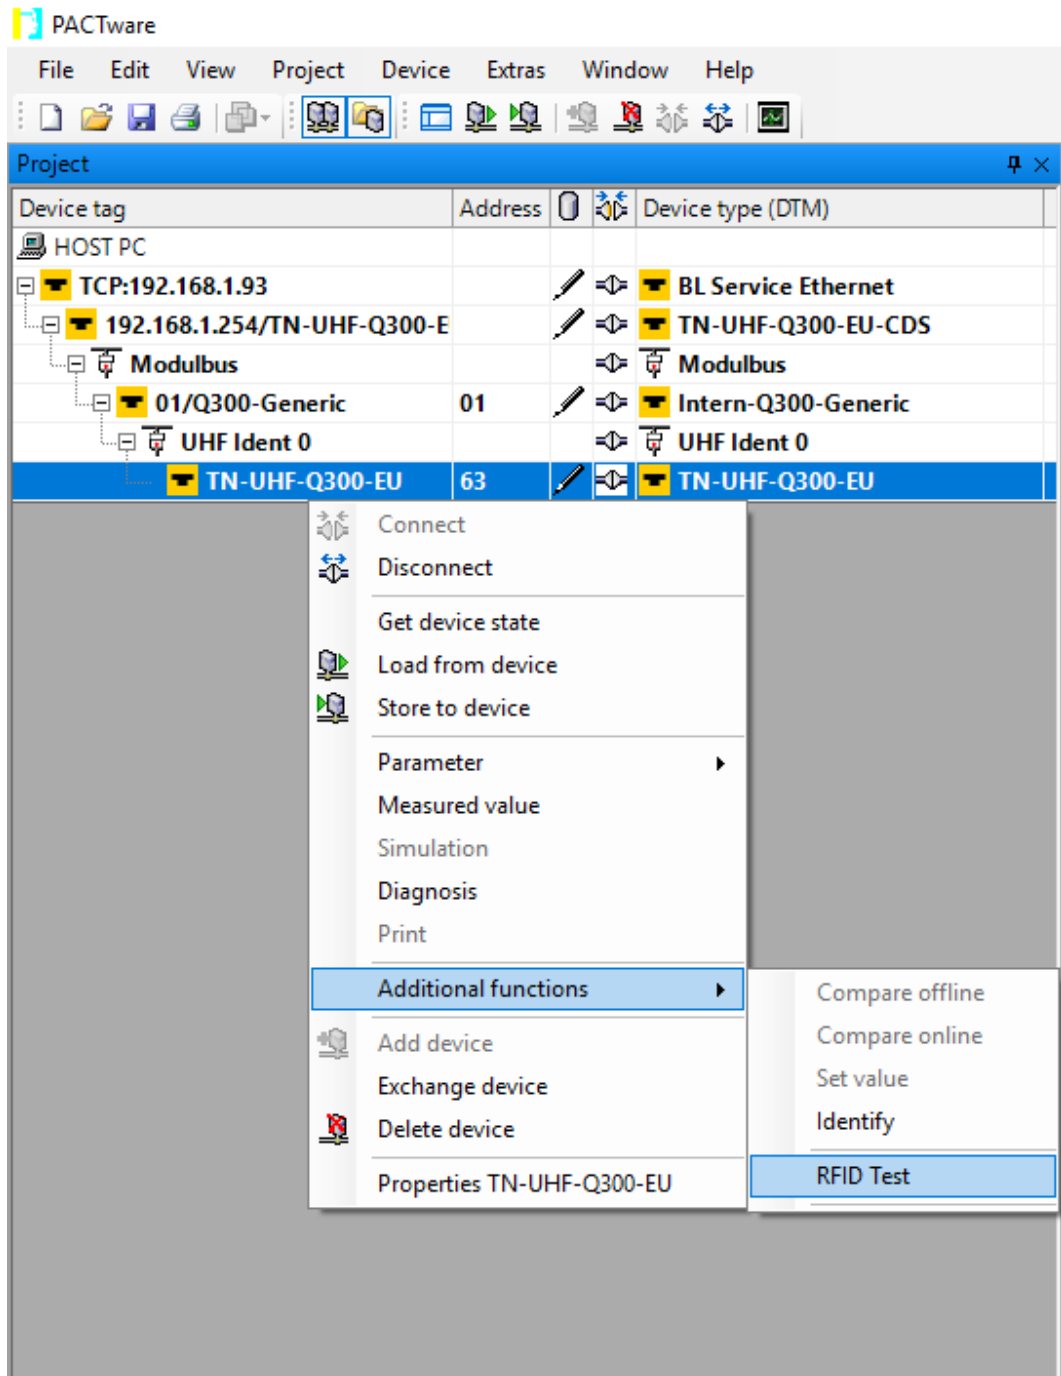 PACTware
File Edit View Project Device Extras Window Help
Project
Device tag Address Device type (DTM)
HOST PC
TCP:192.168.1.93 BL Service Ethernet
192.168.1.254/TN-UHF-Q300-E TN-UHF-Q300-EU-CDS
Modulbus Modulbus
01/Q300-Generic 01 Intern-Q300-Generic
UHF Ident 0 UHF Ident 0
TN-UHF-Q300-EU 63 TN-UHF-Q300-EU
Connect
Disconnect
Get device state
Load from device
Store to device
Parameter
Measured value
Simulation
Diagnosis
Print
Additional functions
Add device
Exchange device
Delete device
Properties TN-UHF-Q300-EU
Compare offline
Compare online
Set value
Identify
RFID Test